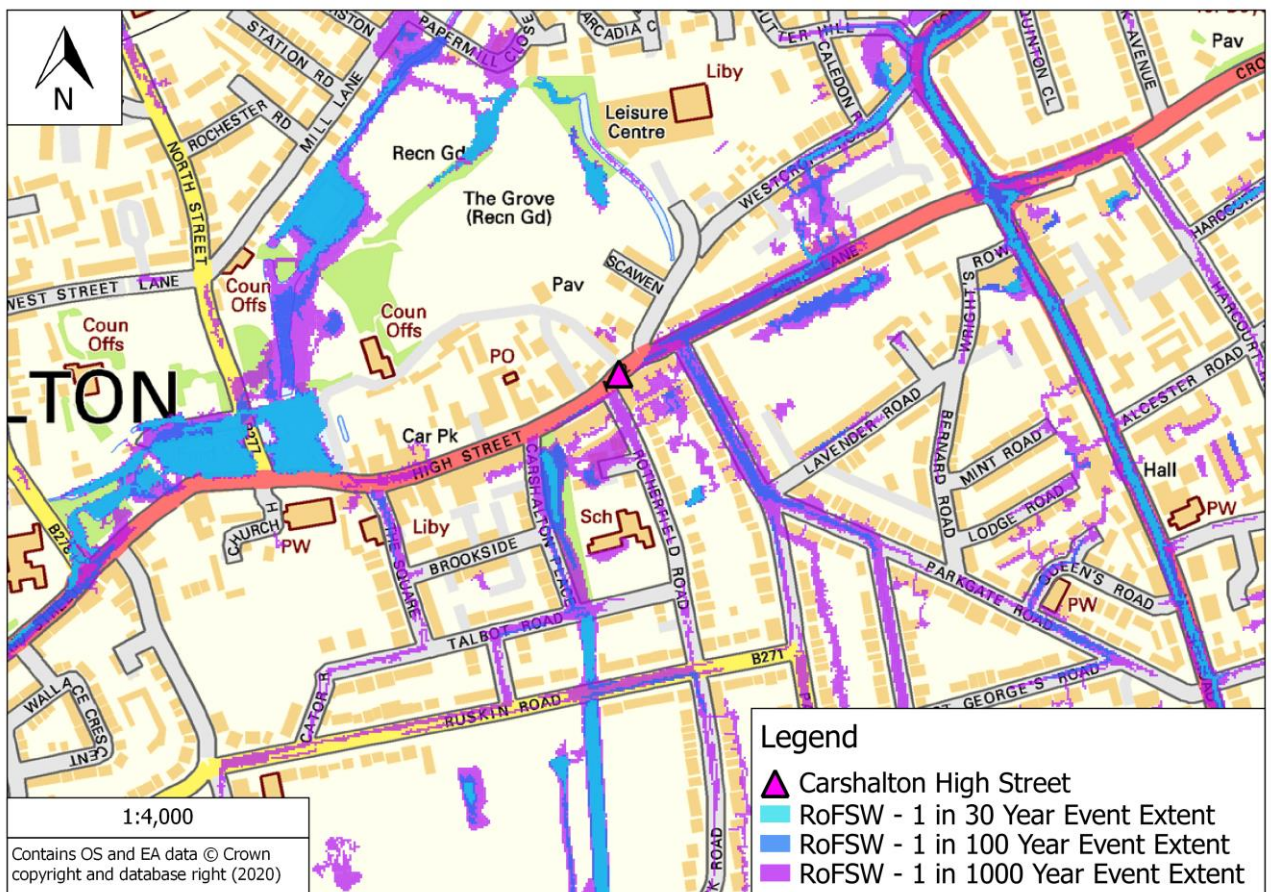 N
STATION RD
ROCHESTER RD
MILL LANE
PAPERMILL CLOSE
ARCADIA C
Liby
Leisure
Centre
CALEDON R
QUINTON CL
AVENUE
Pav
CRO
NORTH STREET
Recn Gd
The Grove
(Recn Gd)
LANE
ROW
ST
WRIGHT'S
HARCOURT
HARCOUR
WEST STREET LANE
Coun
Offs
Coun
Offs
Coun
Offs
Pav
SCAWEN
PO
LTON
B277
Car Pk
HIGH STREET
CARSHALTON PLACE
ROTHERFIELD ROAD
LAVENDER ROAD
BERNARD ROAD
MINT ROAD
ALCESTER ROAD
LODGE ROAD
Hall
PW
CHURCH H
PW
Liby
THE SQUARE
BROOKSIDE
Sch
PARKGATE ROAD
QUEEN'S ROAD
PW
TALBOT ROAD
B271
RUSKIN ROAD
CATOR R
WALLACE CRESCENT
GEORGE'S ROAD
K ROAD
1:4,000
Contains OS and EA data © Crown
copyright and database right (2020)
Legend
Carshalton High Street
RoFSW - 1 in 30 Year Event Extent
RoFSW - 1 in 100 Year Event Extent
RoFSW - 1 in 1000 Year Event Extent